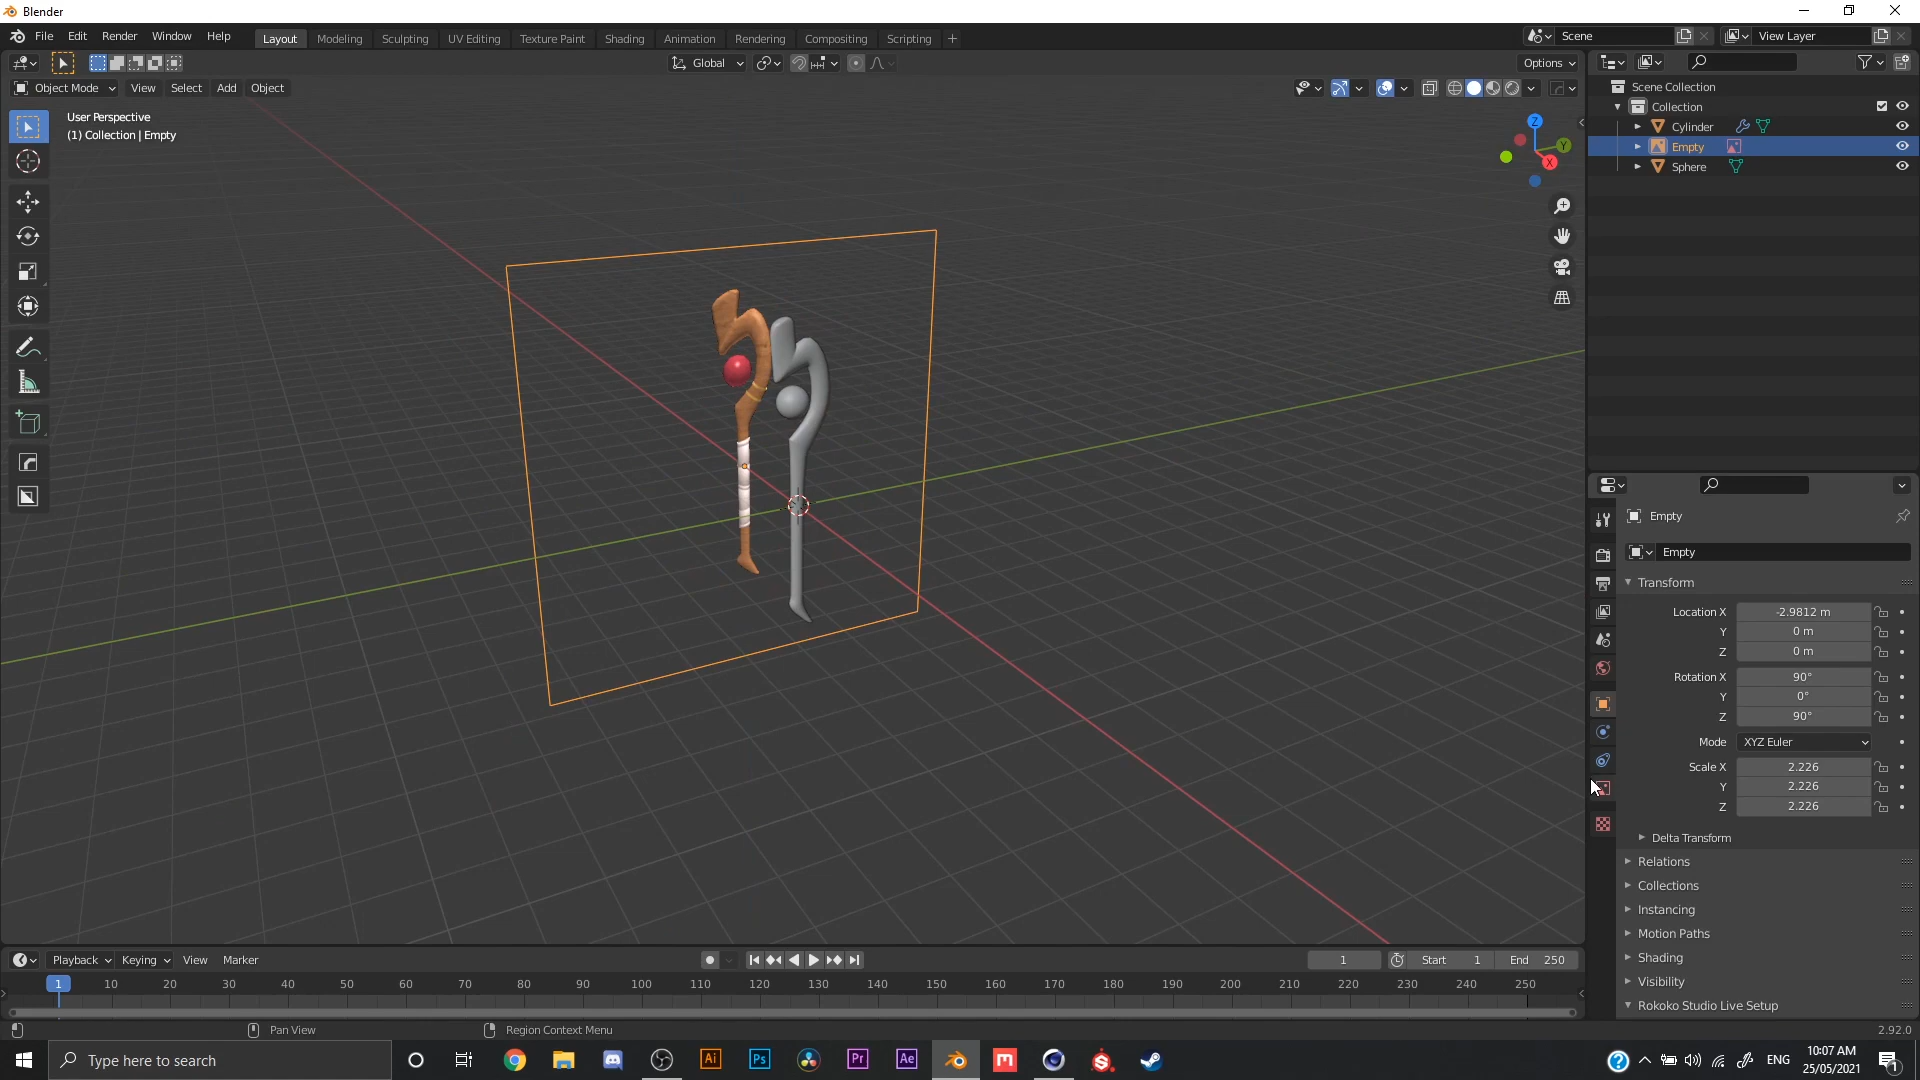 Blender
File Edit Render Window Help
Layout Modeling Sculpting UV Editing Texture Paint Shading Animation Rendering Compositing Scripting +
Scene
View Layer
Global
Options
Object Mode View Select Add Object
User Perspective
(1) Collection | Empty
Z
Y
X
Scene Collection
Collection
Cylinder
Empty
Sphere
Empty
Empty
Transform
Location X -2.9812 m
Y 0 m
Z 0 m
Rotation X 90°
Y 0°
Z 90°
Mode XYZ Euler
Scale X 2.226
Y 2.226
Z 2.226
Delta Transform
Relations
Collections
Instancing
Motion Paths
Shading
Visibility
Rokoko Studio Live Setup
Playback Keying View Marker
1 Start 1 End 250
1 10 20 30 40 50 60 70 80 90 100 110 120 130 140 150 160 170 180 190 200 210 220 230 240 250
Pan View Region Context Menu 2.92.0
Type here to search
Ai Ps Pr Ae
ENG
10:07 AM
25/05/2021
1